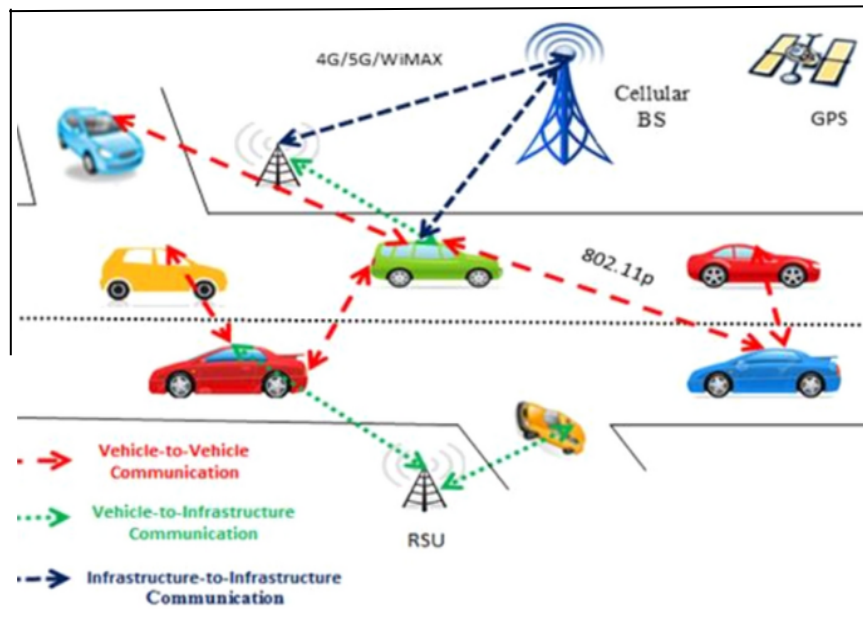 4G/5G/WiMAX
Cellular
BS
GPS
802.11p
Vehicle-to-Vehicle
Communication
Vehicle-to-Infrastructure
Communication
RSU
Infrastructure-to-Infrastructure
Communication